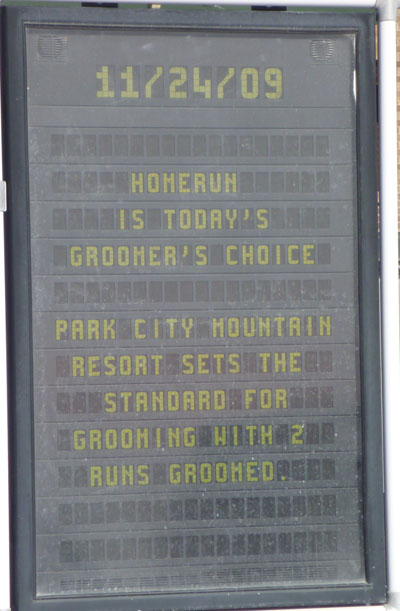 11/24/09
HOMERUN
IS TODAY'S
GROOMER'S CHOICE
PARK CITY MOUNTAIN
RESORT SETS THE
STANDARD FOR
GROOMING WITH 2
RUNS GROOMED.